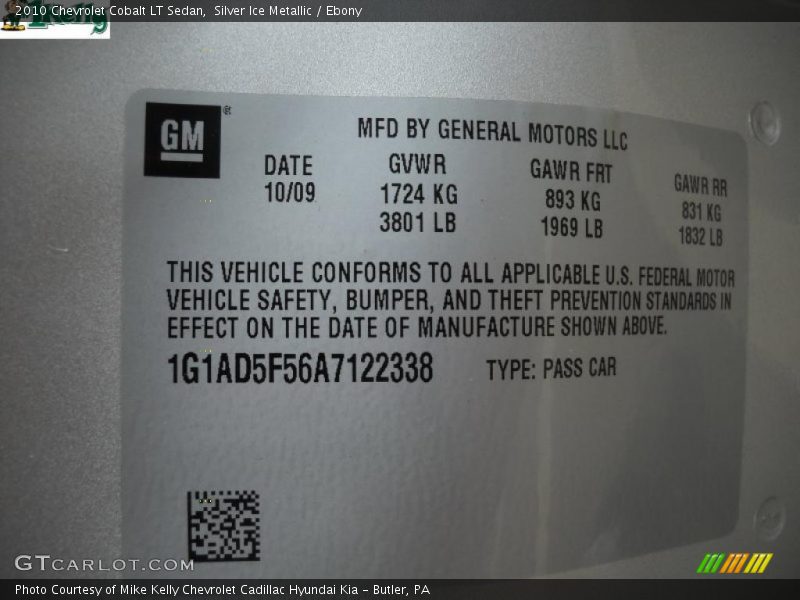 2010 Chevrolet Cobalt LT Sedan,  Silver Ice Metallic / Ebony
GM®
MFD BY GENERAL MOTORS LLC
DATE GVWR GAWR FRT GAWR RR
10/09 1724 KG 893 KG 831 KG
3801 LB 1969 LB 1832 LB
THIS VEHICLE CONFORMS TO ALL APPLICABLE U.S. FEDERAL MOTOR
VEHICLE SAFETY, BUMPER, AND THEFT PREVENTION STANDARDS IN
EFFECT ON THE DATE OF MANUFACTURE SHOWN ABOVE.
1G1AD5F56A7122338 TYPE: PASS CAR
GTCARLOT.COM
Photo Courtesy of Mike Kelly Chevrolet Cadillac Hyundai Kia – Butler, PA